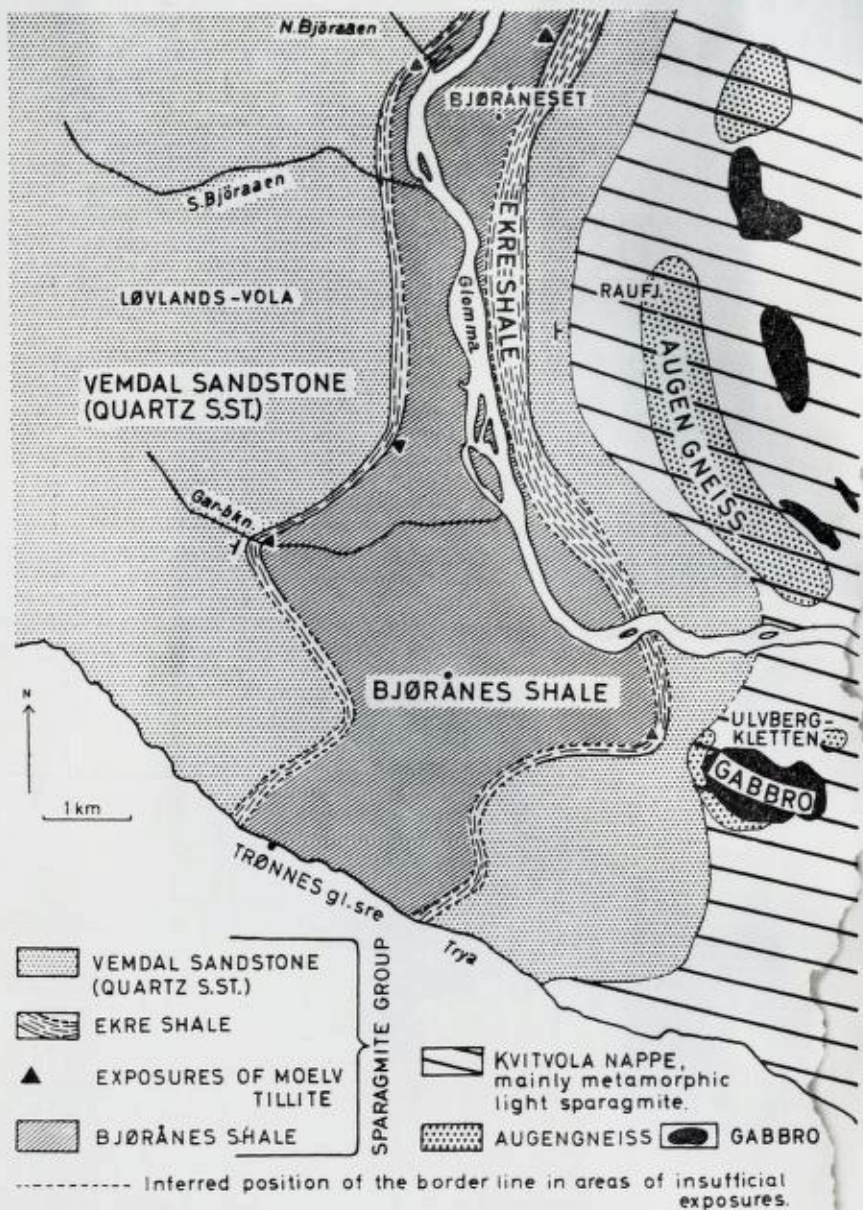 N. Björaaen
BJØRÅNESET
S. Björaaen
EKRE-SHALE
Glomma
RAUFJ.
LØVLANDS-VOLA
AUGEN GNEISS
VEMDAL SANDSTONE
(QUARTZ S.ST.)
Gar-bkn.
BJØRÅNES SHALE
N
ULVBERG-
KLETTEN
GABBRO
1 km
TRØNNES gl. sre
Trya
VEMDAL SANDSTONE
(QUARTZ S.ST.)
EKRE SHALE
EXPOSURES OF MOELV
TILLITE
BJØRÅNES SHALE
SPARAGMITE GROUP
KVITVOLA NAPPE,
mainly metamorphic
light sparagmite.
AUGENGNEISS
GABBRO
Inferred position of the border line in areas of insufficial
exposures.